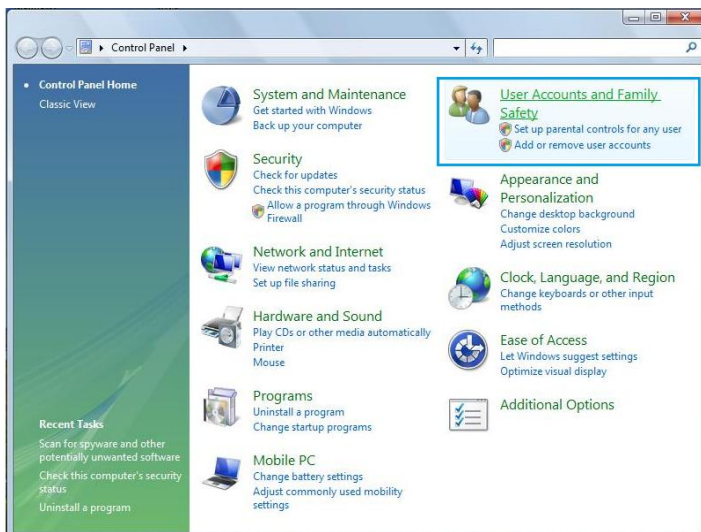 Control Panel
Control Panel Home
Classic View
Recent Tasks
Scan for spyware and other
potentially unwanted software
Check this computer's security
status
Uninstall a program
System and Maintenance
Get started with Windows
Back up your computer
Security
Check for updates
Check this computer's security status
Allow a program through Windows
Firewall
Network and Internet
View network status and tasks
Set up file sharing
Hardware and Sound
Play CDs or other media automatically
Printer
Mouse
Programs
Uninstall a program
Change startup programs
Mobile PC
Change battery settings
Adjust commonly used mobility
settings
User Accounts and Family
Safety
Set up parental controls for any user
Add or remove user accounts
Appearance and
Personalization
Change desktop background
Customize colors
Adjust screen resolution
Clock, Language, and Region
Change keyboards or other input
methods
Ease of Access
Let Windows suggest settings
Optimize visual display
Additional Options